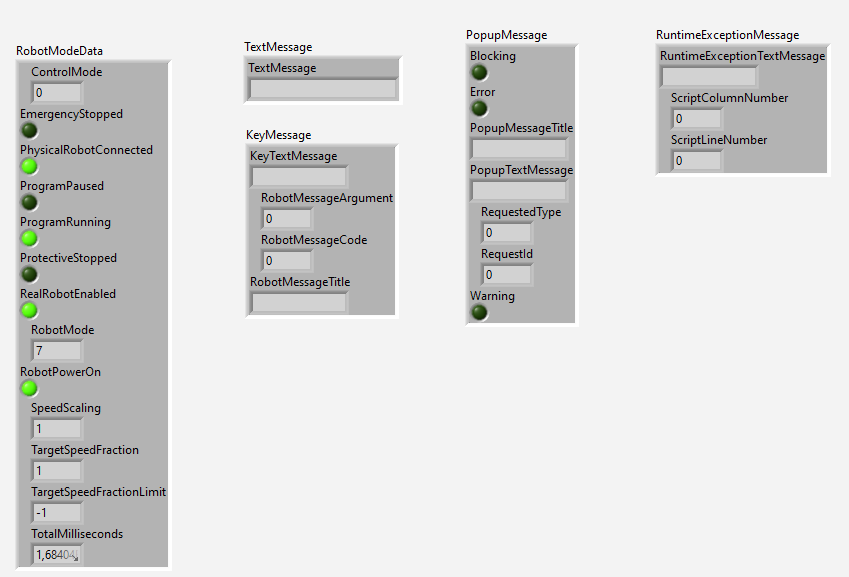 RobotModeData
ControlMode
0
EmergencyStopped
PhysicalRobotConnected
ProgramPaused
ProgramRunning
ProtectiveStopped
RealRobotEnabled
RobotMode
7
RobotPowerOn
SpeedScaling
1
TargetSpeedFraction
1
TargetSpeedFractionLimit
-1
TotalMilliseconds
1,68404
TextMessage
TextMessage
KeyMessage
KeyTextMessage
RobotMessageArgument
0
RobotMessageCode
0
RobotMessageTitle
PopupMessage
Blocking
Error
PopupMessageTitle
PopupTextMessage
RequestedType
0
RequestId
0
Warning
RuntimeExceptionMessage
RuntimeExceptionTextMessage
ScriptColumnNumber
0
ScriptLineNumber
0